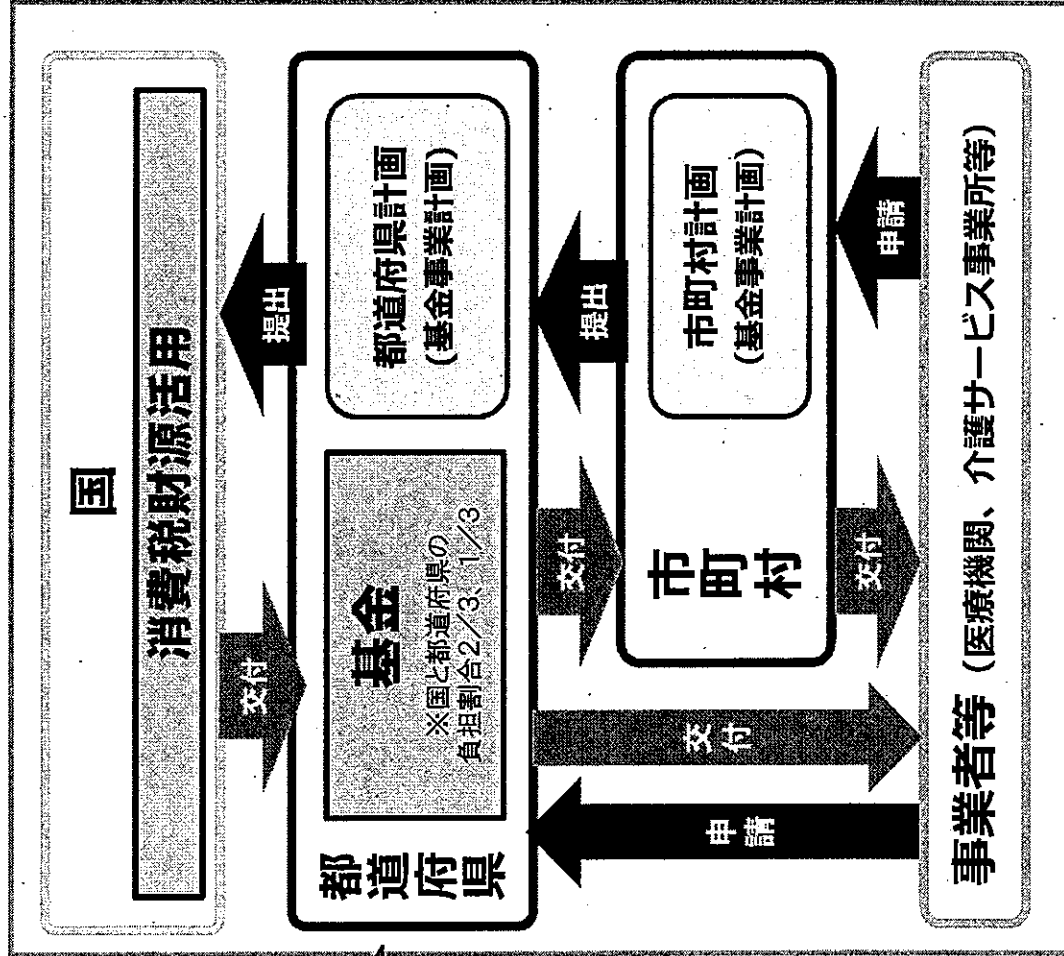 国
消費税財源活用
交付
提出
都道府県
基金
※国と都道府県の
負担割合2/3、1/3
都道府県計画
(基金事業計画)
申請
交付
交付
提出
市町村
市町村計画
(基金事業計画)
交付
申請
事業者等(医療機関、介護サービス事業所等)